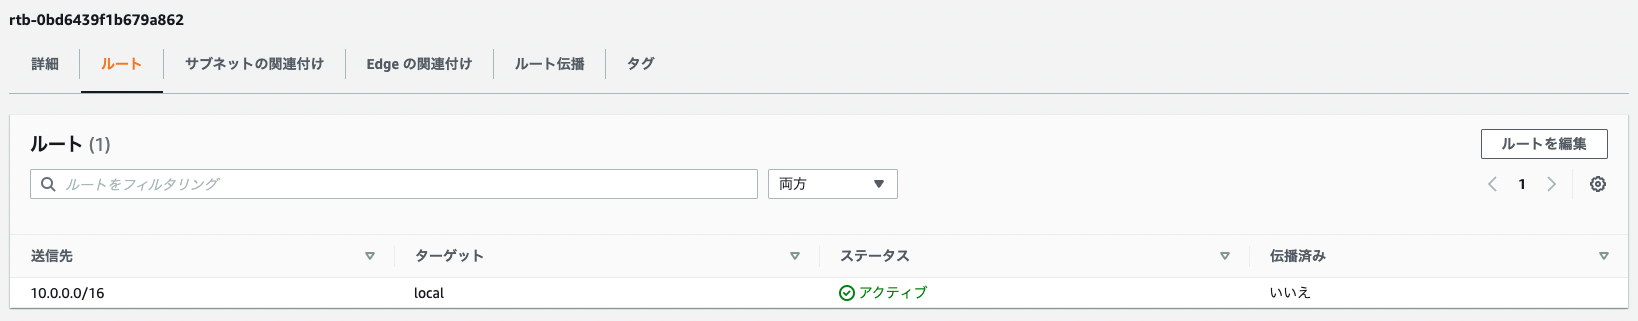 rtb-0bd6439f1b679a862
詳細 ルート サブネットの関連付け Edge の関連付け ルート伝播 タグ
ルート (1)
ルートを編集
ルートをフィルタリング 両方 1
送信先 ターゲット ステータス 伝播済み
10.0.0.0/16 local アクティブ いいえ